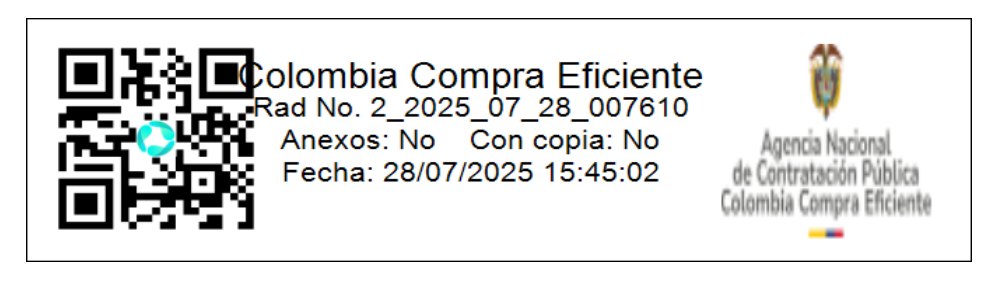 Colombia Compra Eficiente
Rad No. 2_2025_07_28_007610
Anexos: No Con copia: No
Fecha: 28/07/2025 15:45:02
Agencia Nacional
de Contratación Pública
Colombia Compra Eficiente